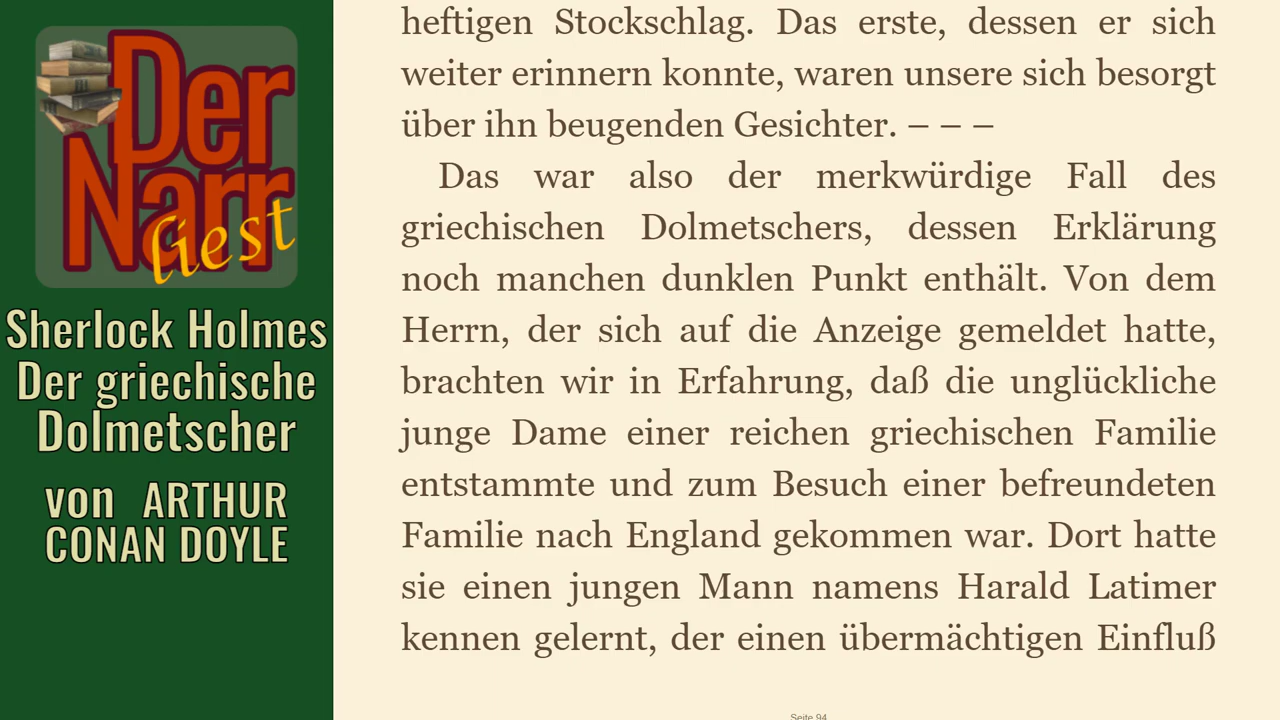 Der
Narr
liest
Sherlock Holmes
Der griechische
Dolmetscher
von ARTHUR
CONAN DOYLE
heftigen Stockschlag. Das erste, dessen er sich
weiter erinnern konnte, waren unsere sich besorgt
über ihn beugenden Gesichter. – – –
Das war also der merkwürdige Fall des
griechischen Dolmetschers, dessen Erklärung
noch manchen dunklen Punkt enthält. Von dem
Herrn, der sich auf die Anzeige gemeldet hatte,
brachten wir in Erfahrung, daß die unglückliche
junge Dame einer reichen griechischen Familie
entstammte und zum Besuch einer befreundeten
Familie nach England gekommen war. Dort hatte
sie einen jungen Mann namens Harald Latimer
kennen gelernt, der einen übermächtigen Einfluß
Seite 94